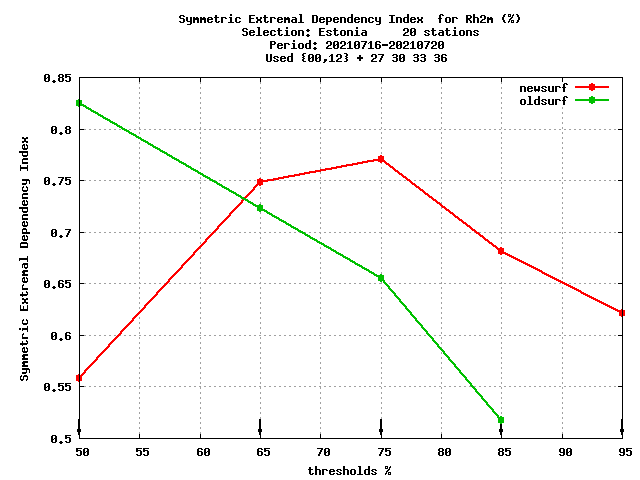 Symmetric Extremal Dependency Index  for Rh2m (%)
Selection: Estonia     20 stations
Period: 20210716-20210720
Used {00,12} + 27 30 33 36
newsurf
oldsurf
Symmetric Extremal Dependency Index
0.85
0.8
0.75
0.7
0.65
0.6
0.55
0.5
50 55 60 65 70 75 80 85 90 95
thresholds %